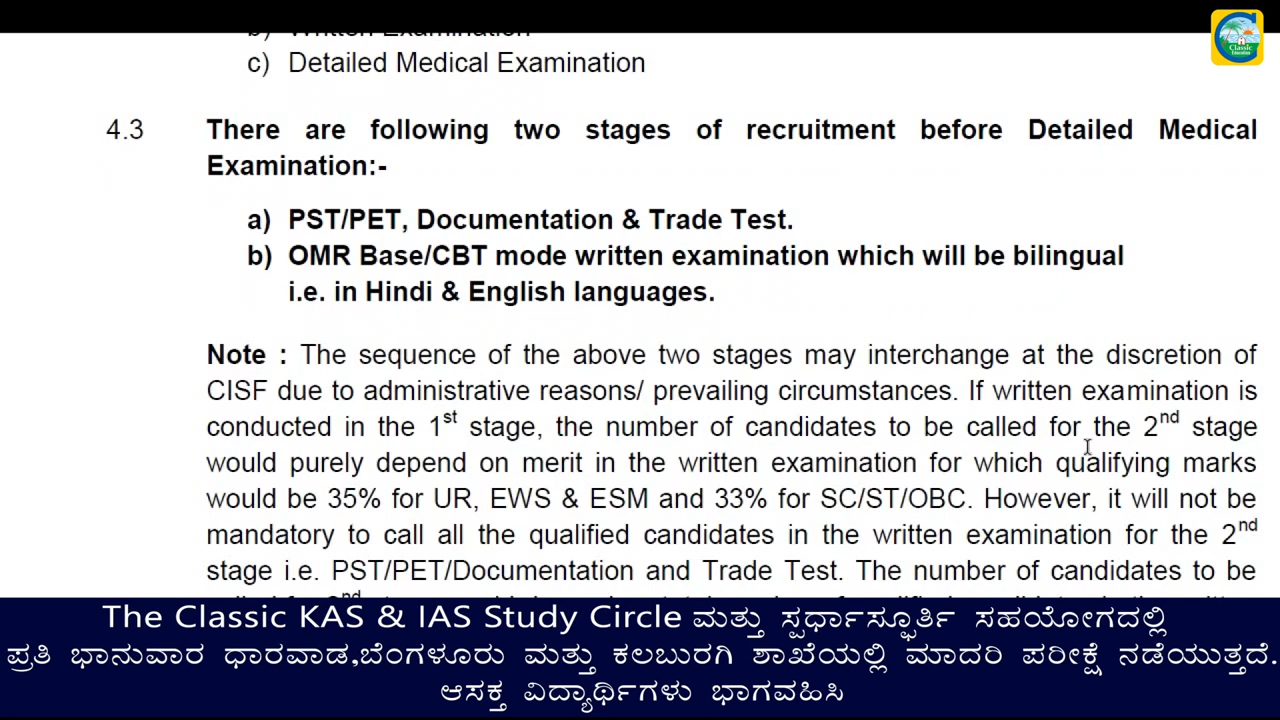 b) Written Examination
c) Detailed Medical Examination
Classic
Education
4.3 There are following two stages of recruitment before Detailed Medical
Examination:-
a) PST/PET, Documentation & Trade Test.
b) OMR Base/CBT mode written examination which will be bilingual
i.e. in Hindi & English languages.
Note : The sequence of the above two stages may interchange at the discretion of
CISF due to administrative reasons/ prevailing circumstances. If written examination is
conducted in the 1st stage, the number of candidates to be called for the 2nd stage
would purely depend on merit in the written examination for which qualifying marks
would be 35% for UR, EWS & ESM and 33% for SC/ST/OBC. However, it will not be
mandatory to call all the qualified candidates in the written examination for the 2nd
stage i.e. PST/PET/Documentation and Trade Test. The number of candidates to be
The Classic KAS & IAS Study Circle ಮತ್ತು ಸ್ಪರ್ಧಾಸ್ಫೂರ್ತಿ ಸಹಯೋಗದಲ್ಲಿ
ಪ್ರತಿ ಭಾನುವಾರ ಧಾರವಾಡ,ಬೆಂಗಳೂರು ಮತ್ತು ಕಲಬುರಗಿ ಶಾಖೆಯಲ್ಲಿ ಮಾದರಿ ಪರೀಕ್ಷೆ ನಡೆಯುತ್ತದೆ.
ಆಸಕ್ತ ವಿದ್ಯಾರ್ಥಿಗಳು ಭಾಗವಹಿಸಿ